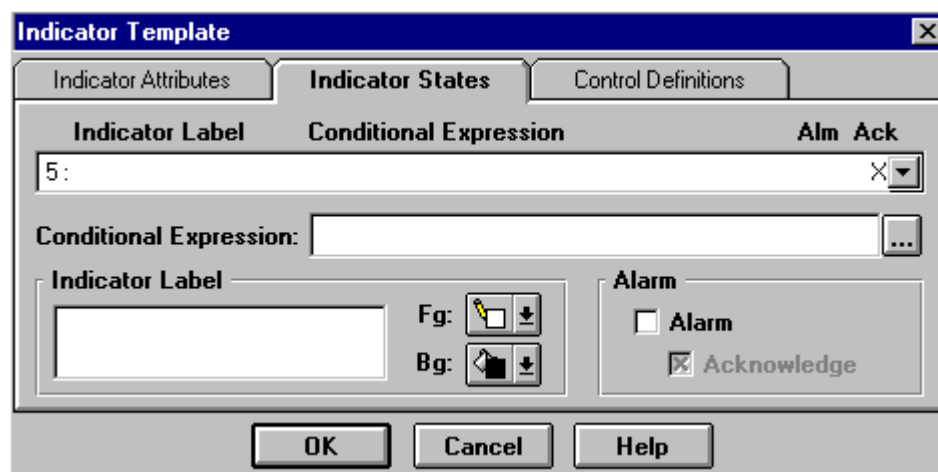 Indicator Template
Indicator Attributes Indicator States Control Definitions
Indicator Label Conditional Expression Alm Ack
5: X
Conditional Expression: ...
Indicator Label Alarm
Fg: Alarm
Bg: Acknowledge
OK Cancel Help